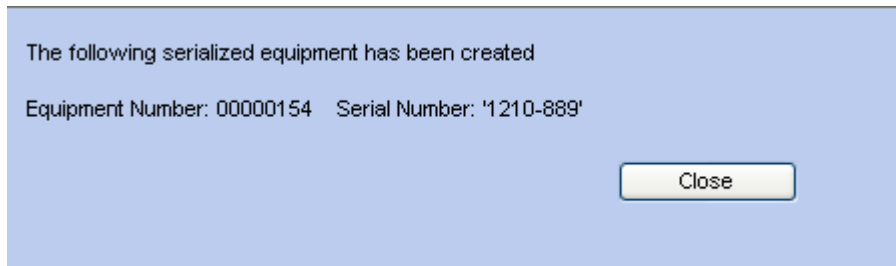 The following serialized equipment has been created
Equipment Number: 00000154 Serial Number: '1210-889'
Close